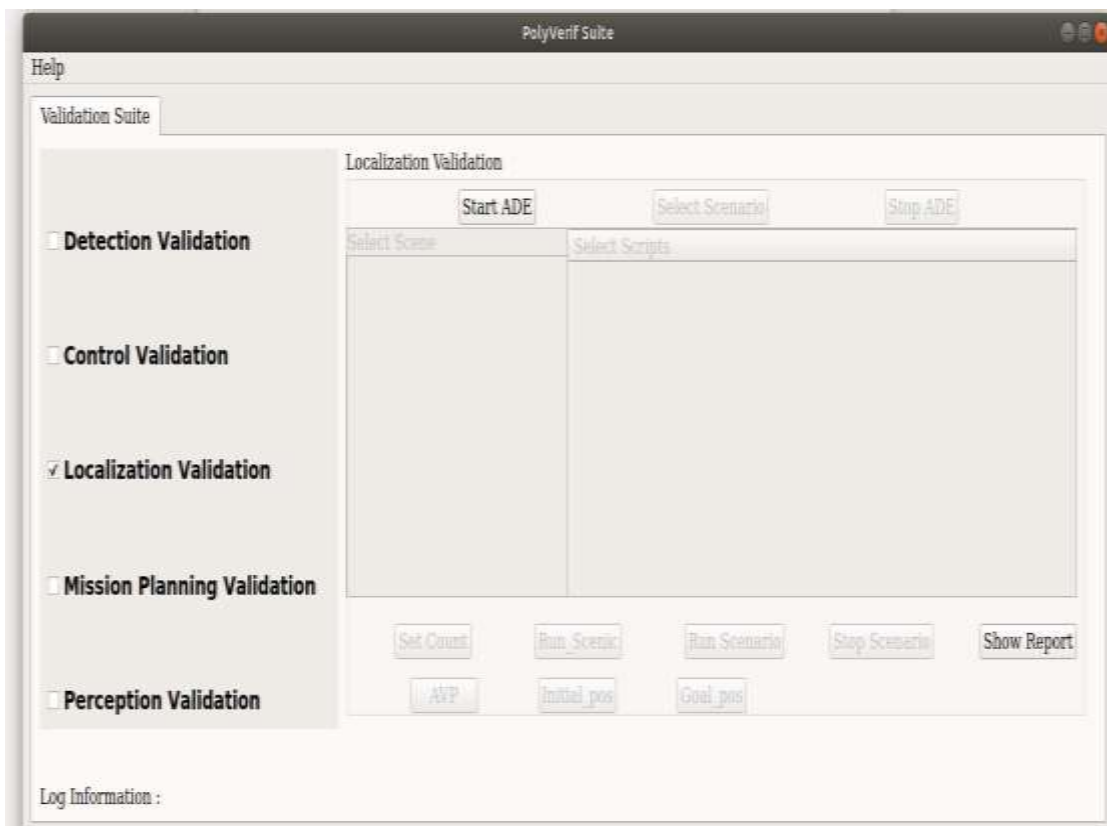 PolyVerif Suite
Help
Validation Suite
Localization Validation
Start ADE Select Scenario Stop ADE
Select Scene Select Scripts
Detection Validation
Control Validation
Localization Validation
Mission Planning Validation
Perception Validation
Set Count Run_Scenic Run Scenario Stop Scenario Show Report
AVP Initial_pos Goal_pos
Log Information :